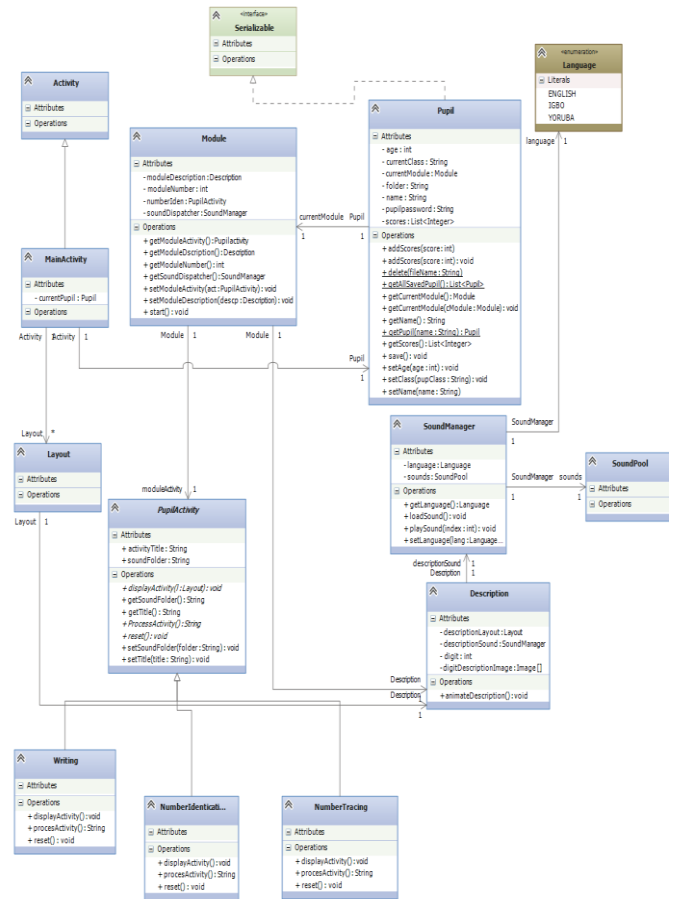 «interface»
Serializable
Attributes
Operations
«enumeration»
Language
Literals
ENGLISH
IGBO
YORUBA
language
1
Activity
Attributes
Operations
Module
Attributes
- moduleDescription : Description
- moduleNumber : int
- numberIden : PupilActivity
- soundDispatcher : SoundManager
Operations
+ getModuleActivity() : Pupilactivity
+ getModuleDscription() : Description
+ getModuleNumber() : int
+ getSoundDispatcher() : SoundManager
+ setModuleActivity(act : PupilActivity) : void
+ setModuleDescription(descp : Description) : void
+ start() : void
currentModule
Pupil
1
1
Pupil
Attributes
- age : int
- currentClass : String
- currentModule : Module
- folder : String
- name : String
- pupilpassword : String
- scores : List<Integer>
Operations
+ addScores(score : int)
+ addScores(score : int) : void
+ delete(fileName : String)
+ getAllSavedPupil() : List<Pupil>
+ getCurrentModule() : Module
+ getCurrentModule(cModule : Module) : void
+ getName() : String
+ getPupil(name : String) : Pupil
+ getScores() : List<Integer>
+ save() : void
+ setAge(age : int) : void
+ setClass(pupClass : String) : void
+ setName(name : String)
MainActivity
Attributes
- currentPupil : Pupil
Operations
Activity
Activity
1
Module
1
Module
1
Pupil
1
Layout
*
Layout
Attributes
Operations
Layout
1
SoundManager
Attributes
- language : Language
- sounds : SoundPool
Operations
+ getLanguage() : Language
+ loadSound() : void
+ playSound(index : int) : void
+ setLanguage(lang : Language...
SoundManager
1
SoundManager
sounds
1
1
SoundPool
Attributes
Operations
moduleActivity
1
PupilActivity
Attributes
+ activityTitle : String
+ soundFolder : String
Operations
+ displayActivity(l : Layout) : void
+ getSoundFolder() : String
+ getTitle() : String
+ ProcessActivity() : String
+ reset() : void
+ setSoundFolder(folder : String) : void
+ setTitle(title : String) : void
descriptionSound
1
Description
1
Description
Attributes
- descriptionLayout : Layout
- descriptionSound : SoundManager
- digit : int
- digitDescriptionImage : Image[]
Operations
+ animateDescription() : void
Description
1
Description
1
Writing
Attributes
Operations
+ displayActivity() : void
+ procesActivity() : String
+ reset() : void
NumberIdenticati...
Attributes
Operations
+ displayActivity() : void
+ procesActivity() : String
+ reset() : void
NumberTracing
Attributes
Operations
+ displayActivity() : void
+ procesActivity() : String
+ reset() : void